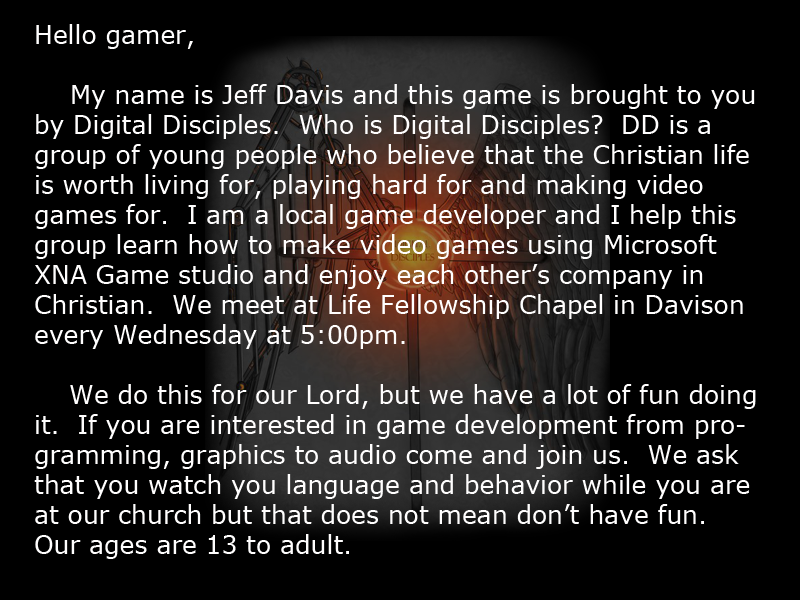 Hello gamer,
My name is Jeff Davis and this game is brought to you
by Digital Disciples.  Who is Digital Disciples?  DD is a
group of young people who believe that the Christian life
is worth living for, playing hard for and making video
games for.  I am a local game developer and I help this
group learn how to make video games using Microsoft
XNA Game studio and enjoy each other’s company in
Christian.  We meet at Life Fellowship Chapel in Davison
every Wednesday at 5:00pm.
We do this for our Lord, but we have a lot of fun doing
it.  If you are interested in game development from pro-
gramming, graphics to audio come and join us.  We ask
that you watch you language and behavior while you are
at our church but that does not mean don’t have fun.
Our ages are 13 to adult.
DISCIPLES